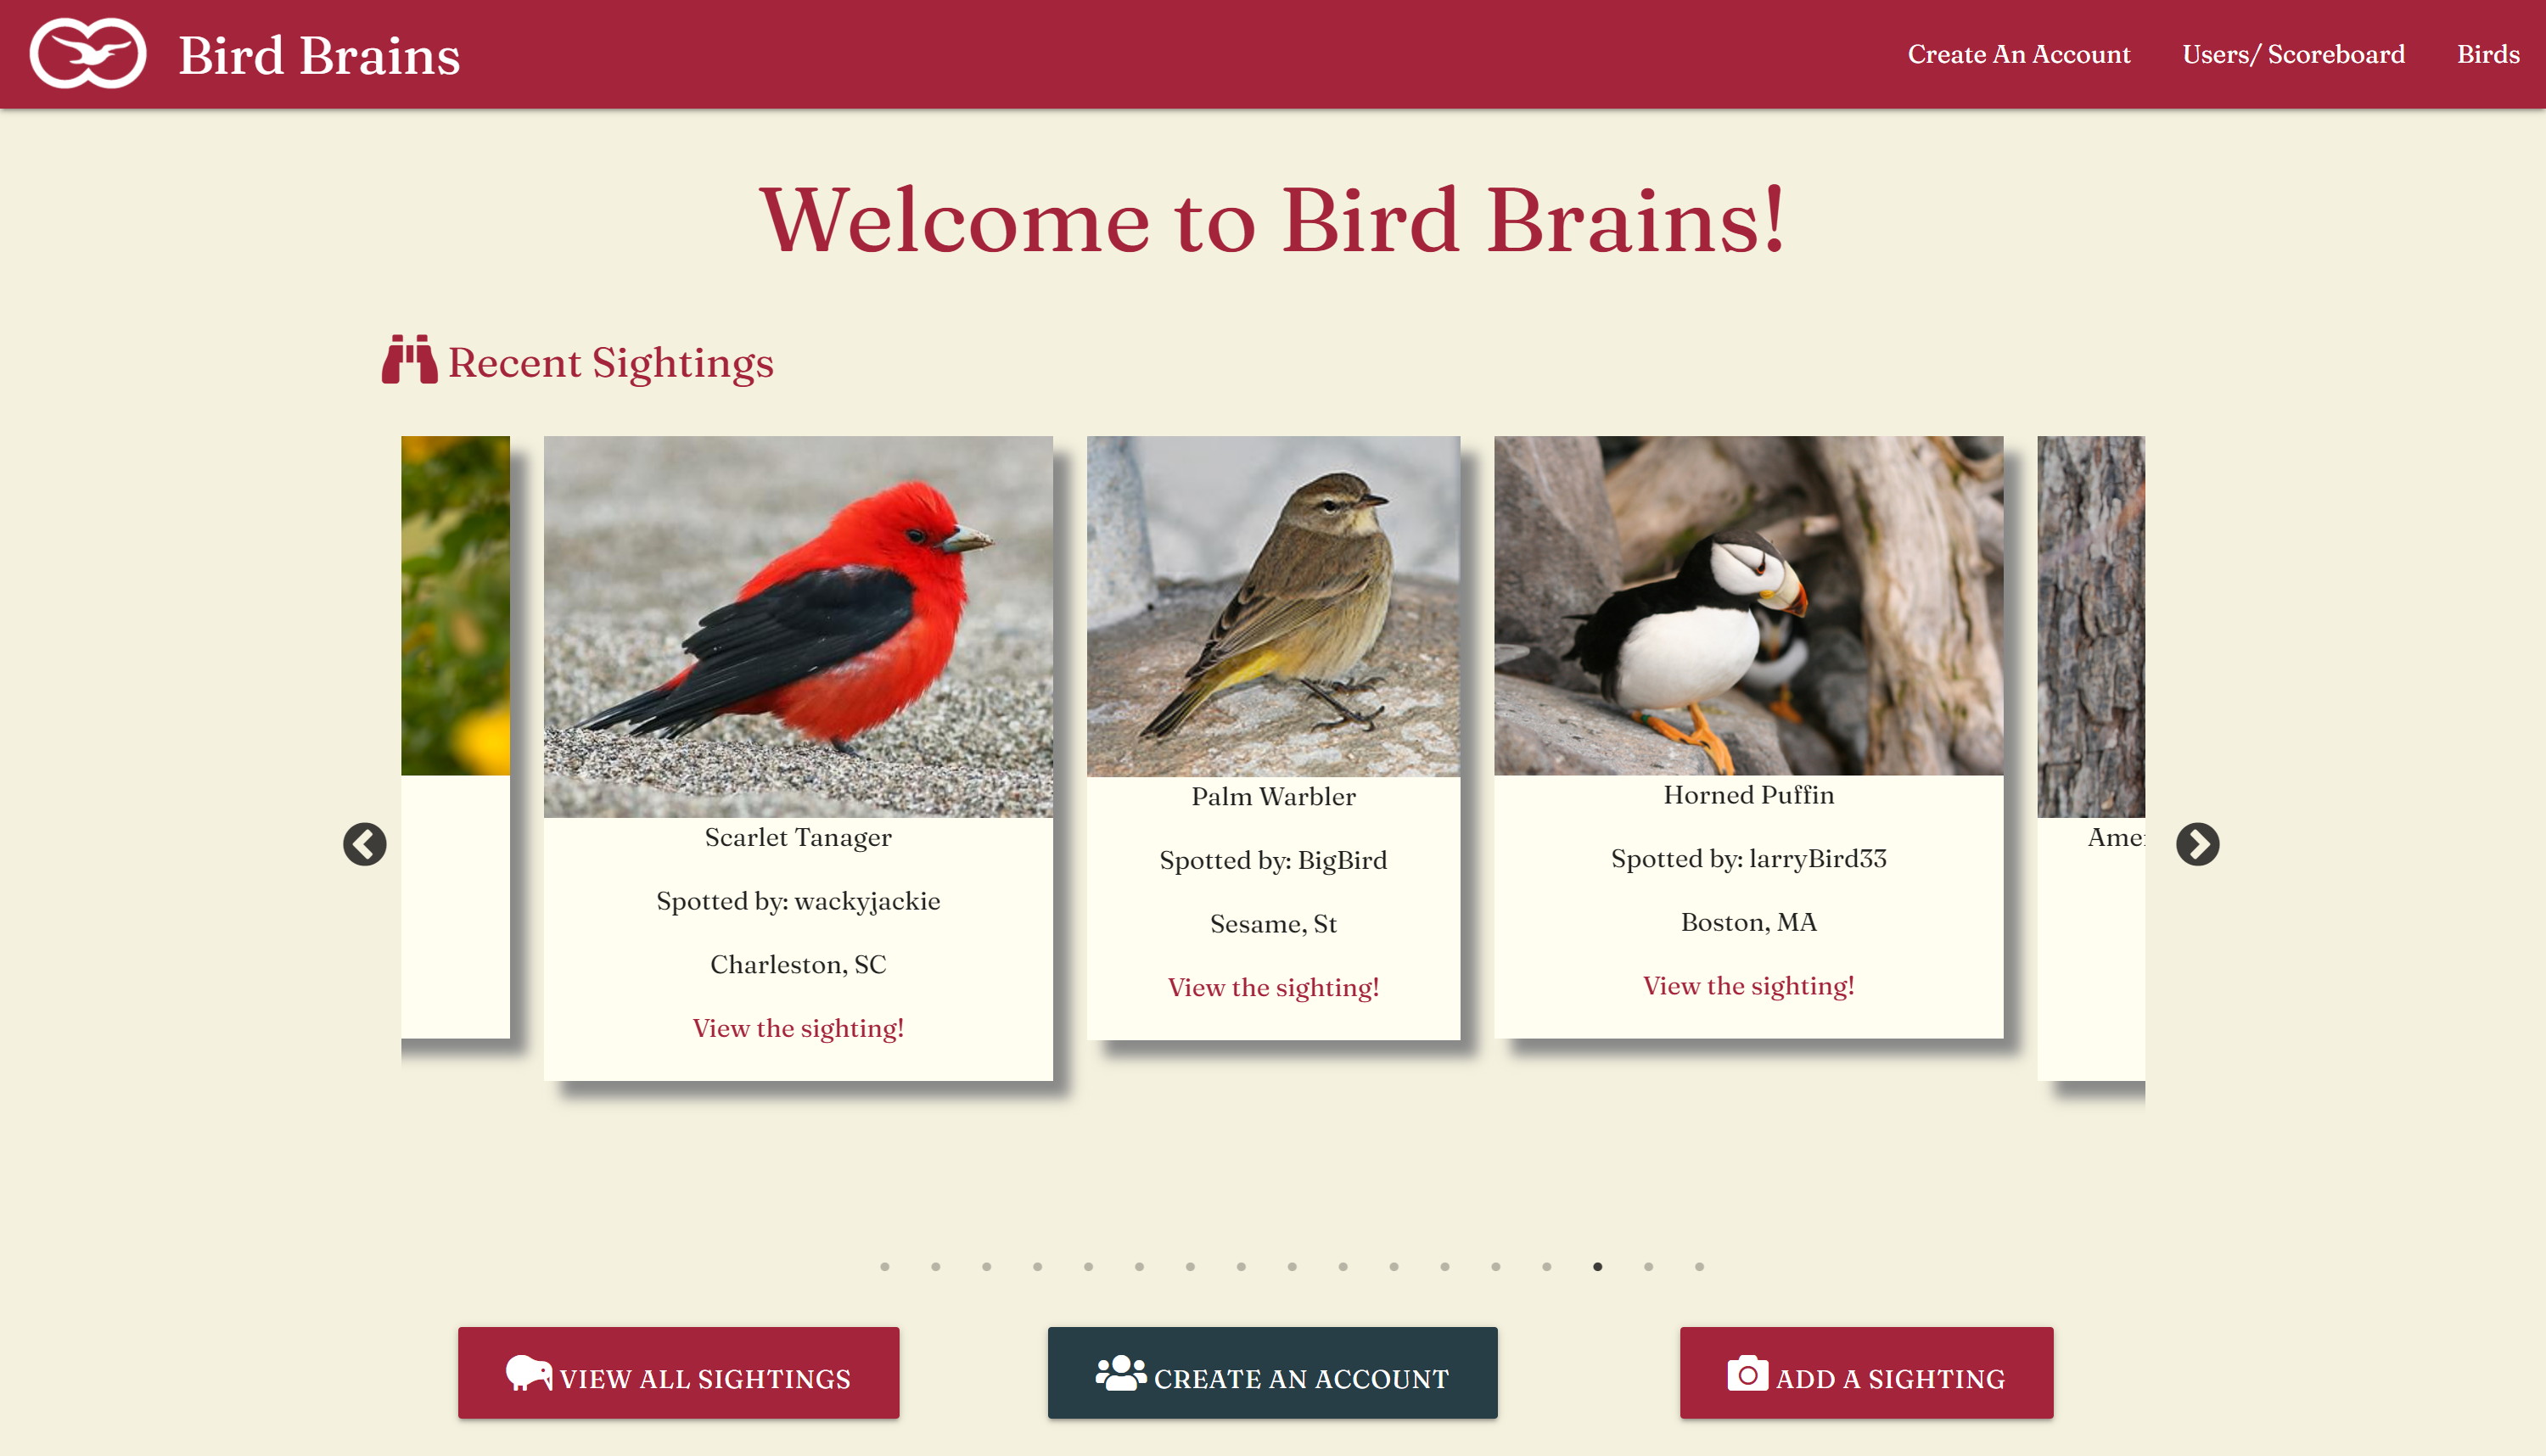 Bird Brains
Create An Account
Users/ Scoreboard
Birds
Welcome to Bird Brains!
Recent Sightings
Scarlet Tanager
Spotted by: wackyjackie
Charleston, SC
View the sighting!
Palm Warbler
Spotted by: BigBird
Sesame, St
View the sighting!
Horned Puffin
Spotted by: larryBird33
Boston, MA
View the sighting!
VIEW ALL SIGHTINGS
CREATE AN ACCOUNT
ADD A SIGHTING